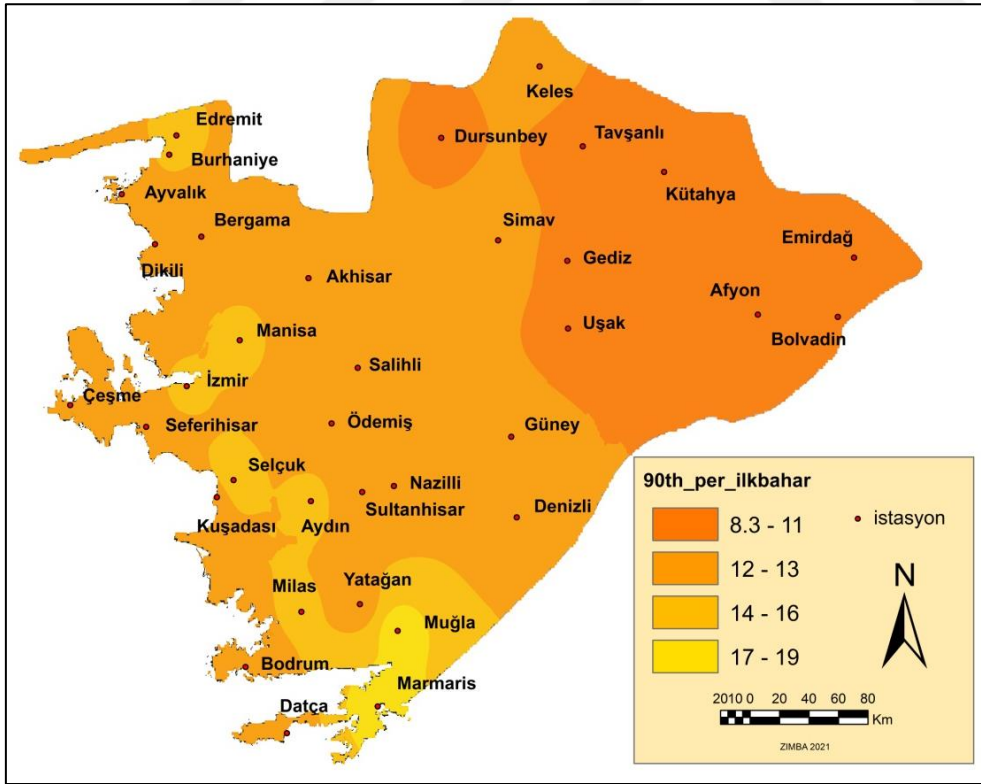 Keles
Edremit
Dursunbey
Tavşanlı
Burhaniye
Kütahya
Ayvalık
Bergama
Simav
Emirdağ
Gediz
Dikili
Akhisar
Afyon
Manisa
Uşak
Bolvadin
Salihli
İzmir
Çeşme
Seferihisar
Ödemiş
Güney
Selçuk
Nazilli
Sultanhisar
Denizli
Kuşadası
Aydın
Milas
Yatağan
Muğla
Bodrum
Marmaris
Datça
90th_per_ilkbahar
8.3 - 11
istasyon
12 - 13
14 - 16
17 - 19
N
2010 0 20 40 60 80
Km
ZIMBA 2021